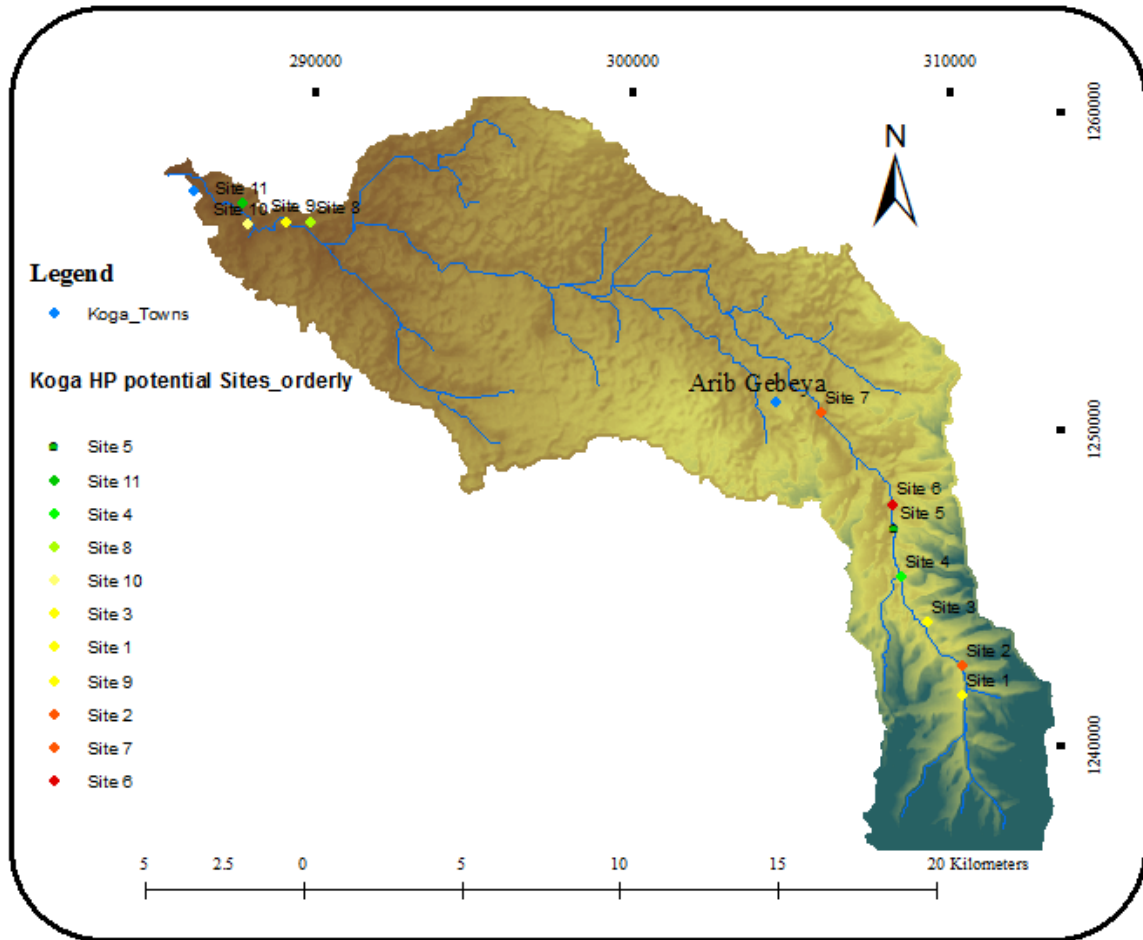 290000
300000
310000
1260000
N
Site 11
Site 10
Site 9
Site 8
Legend
Koga_Towns
Koga HP potential Sites_orderly
Arib Gebeya
Site 7
1250000
Site 5
Site 11
Site 4
Site 8
Site 10
Site 3
Site 1
Site 9
Site 2
Site 7
Site 6
Site 6
Site 5
Site 4
Site 3
Site 2
Site 1
1240000
5 2.5 0 5 10 15 20 Kilometers